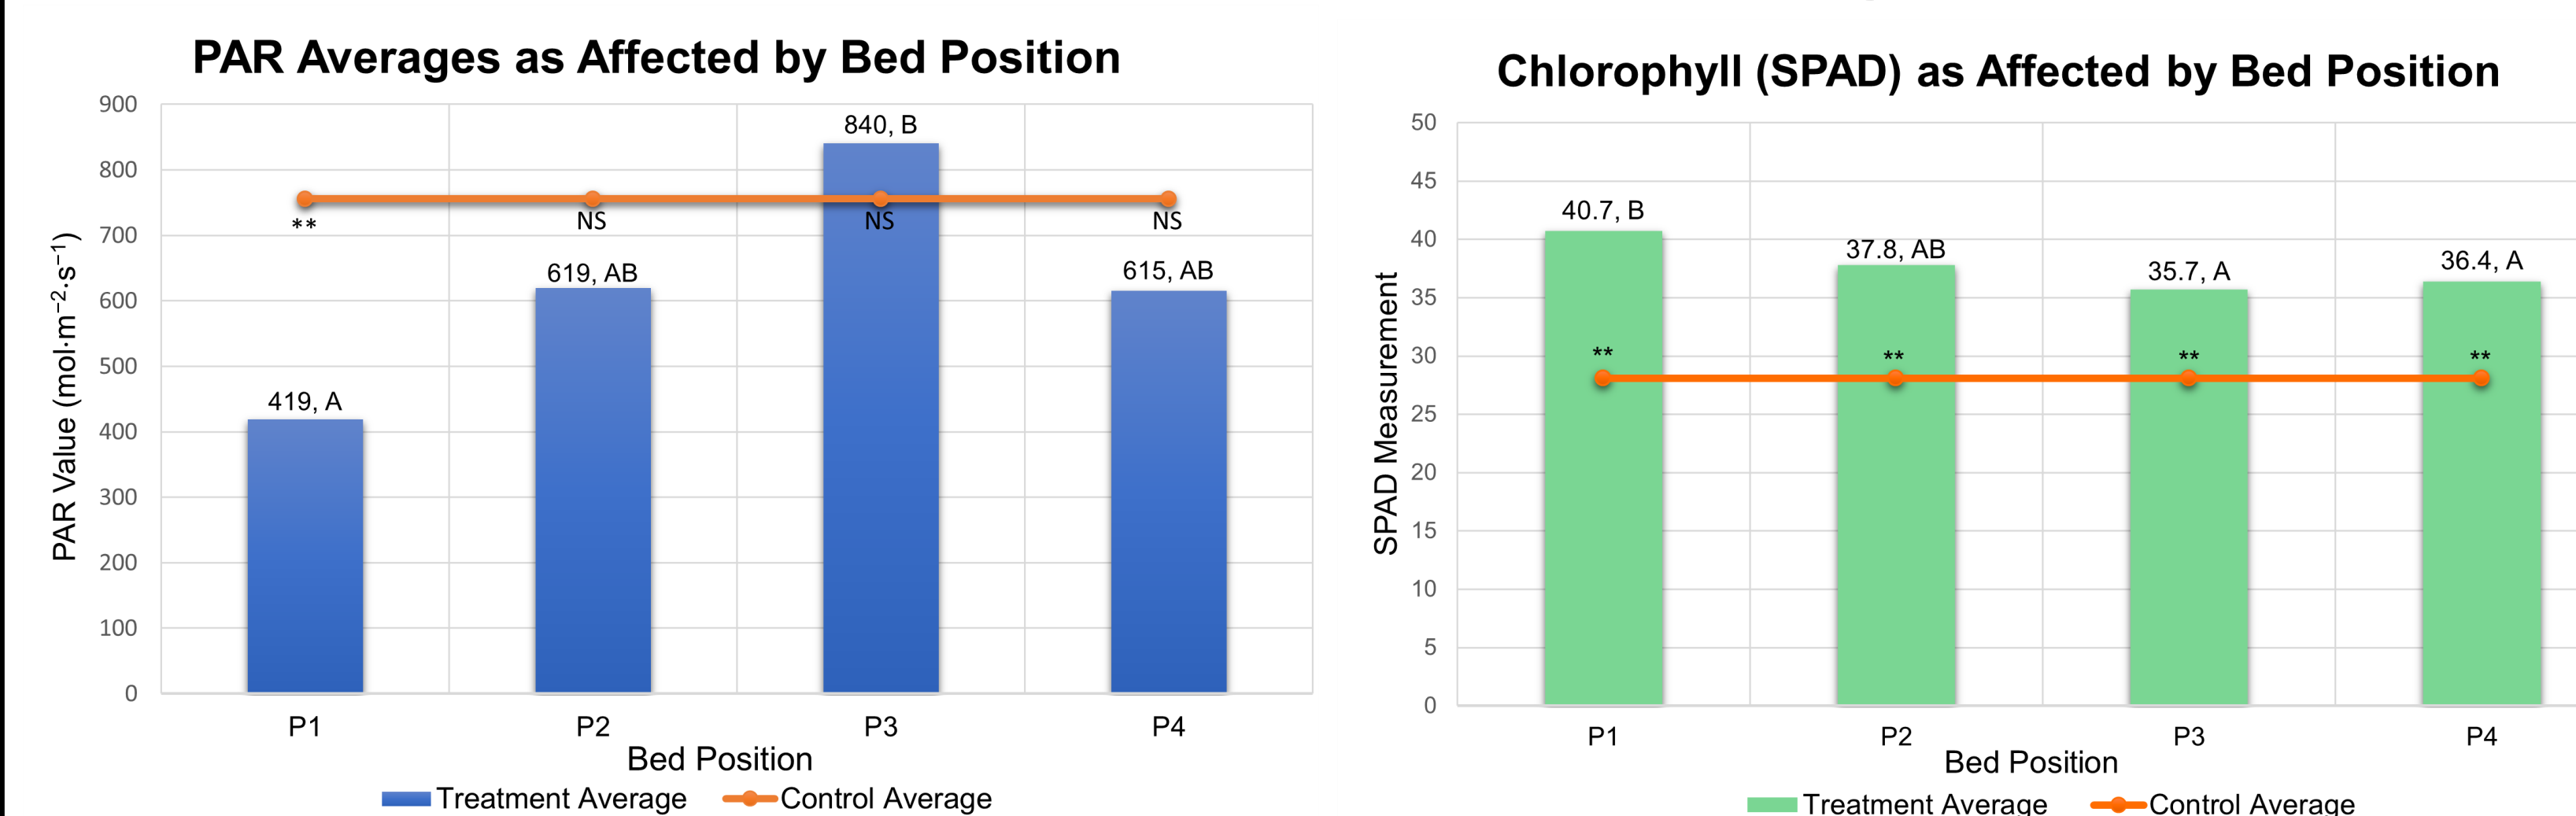 PAR Averages as Affected by Bed Position
PAR Value (mol·m⁻²·s⁻¹)
900
800
700
600
500
400
300
200
100
0
419, A
619, AB
840, B
615, AB
**
NS
NS
NS
P1
P2
P3
P4
Bed Position
Treatment Average
Control Average
Chlorophyll (SPAD) as Affected by Bed Position
SPAD Measurement
50
45
40
35
30
25
20
15
10
5
0
40.7, B
37.8, AB
35.7, A
36.4, A
**
**
**
**
P1
P2
P3
P4
Bed Position
Treatment Average
Control Average